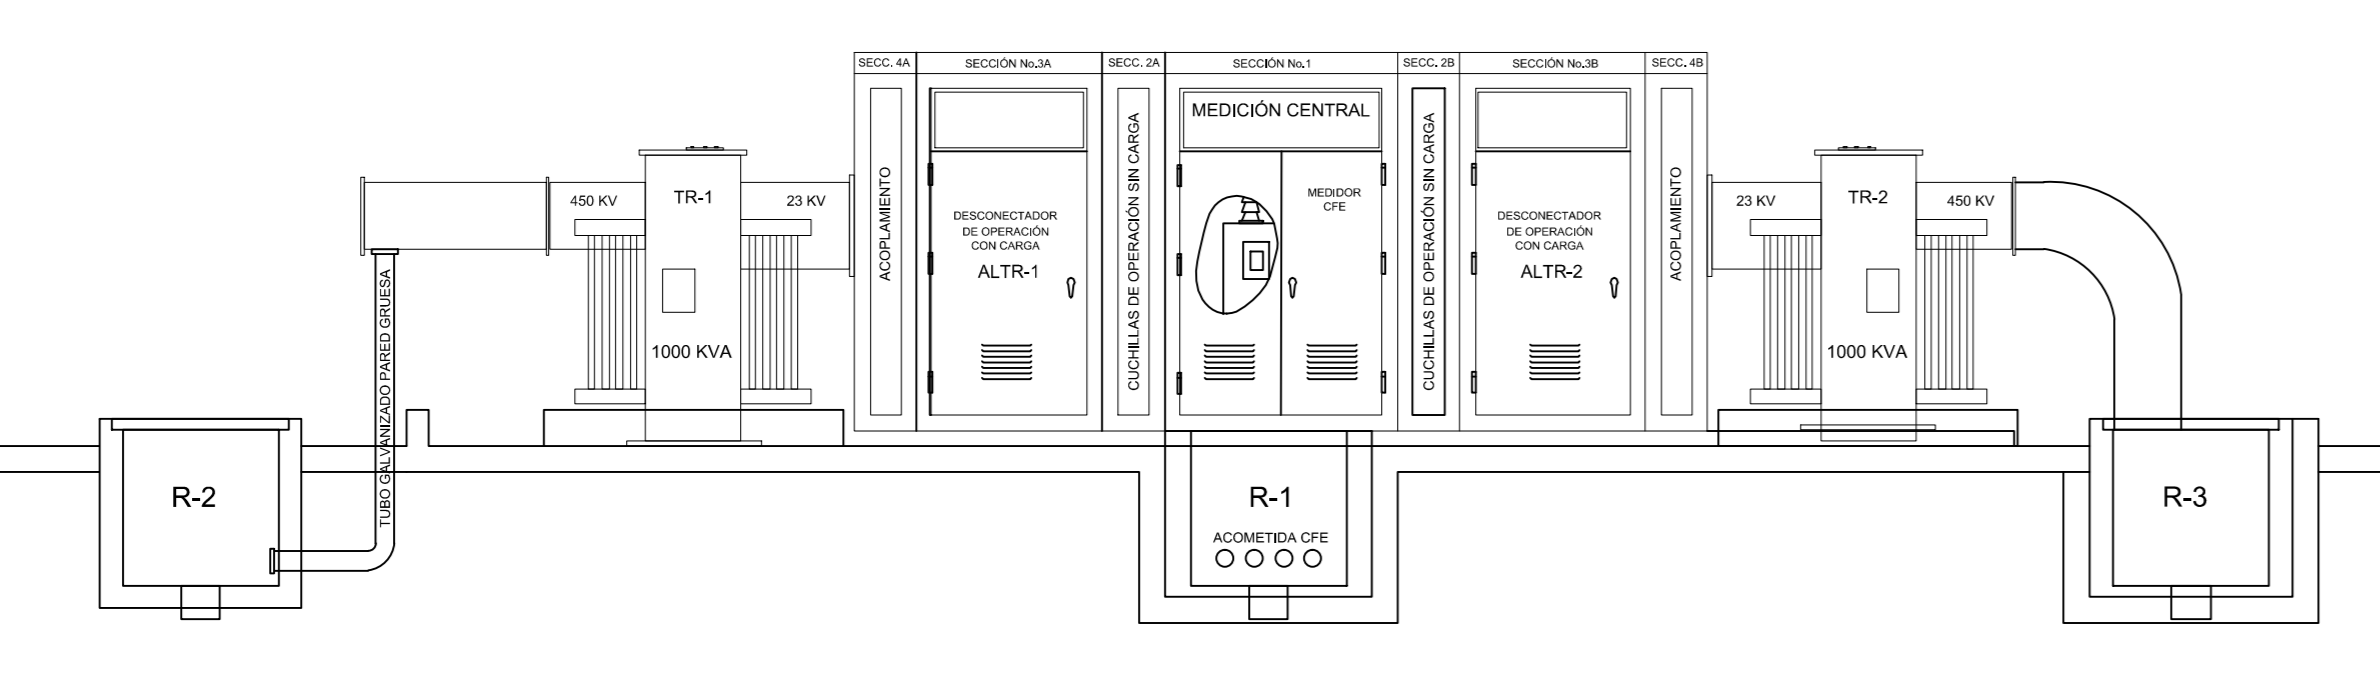 SECC. 4A
SECCIÓN No.3A
SECC. 2A
SECCIÓN No.1
SECC. 2B
SECCIÓN No.3B
SECC. 4B
MEDICIÓN CENTRAL
450 KV
TR-1
23 KV
1000 KVA
TUBO GALVANIZADO PARED GRUESA
ACOPLAMIENTO
DESCONECTADOR
DE OPERACIÓN
CON CARGA
ALTR-1
CUCHILLAS DE OPERACIÓN SIN CARGA
MEDIDOR
CFE
CUCHILLAS DE OPERACIÓN SIN CARGA
DESCONECTADOR
DE OPERACIÓN
CON CARGA
ALTR-2
ACOPLAMIENTO
23 KV
TR-2
450 KV
1000 KVA
R-2
R-1
ACOMETIDA CFE
R-3